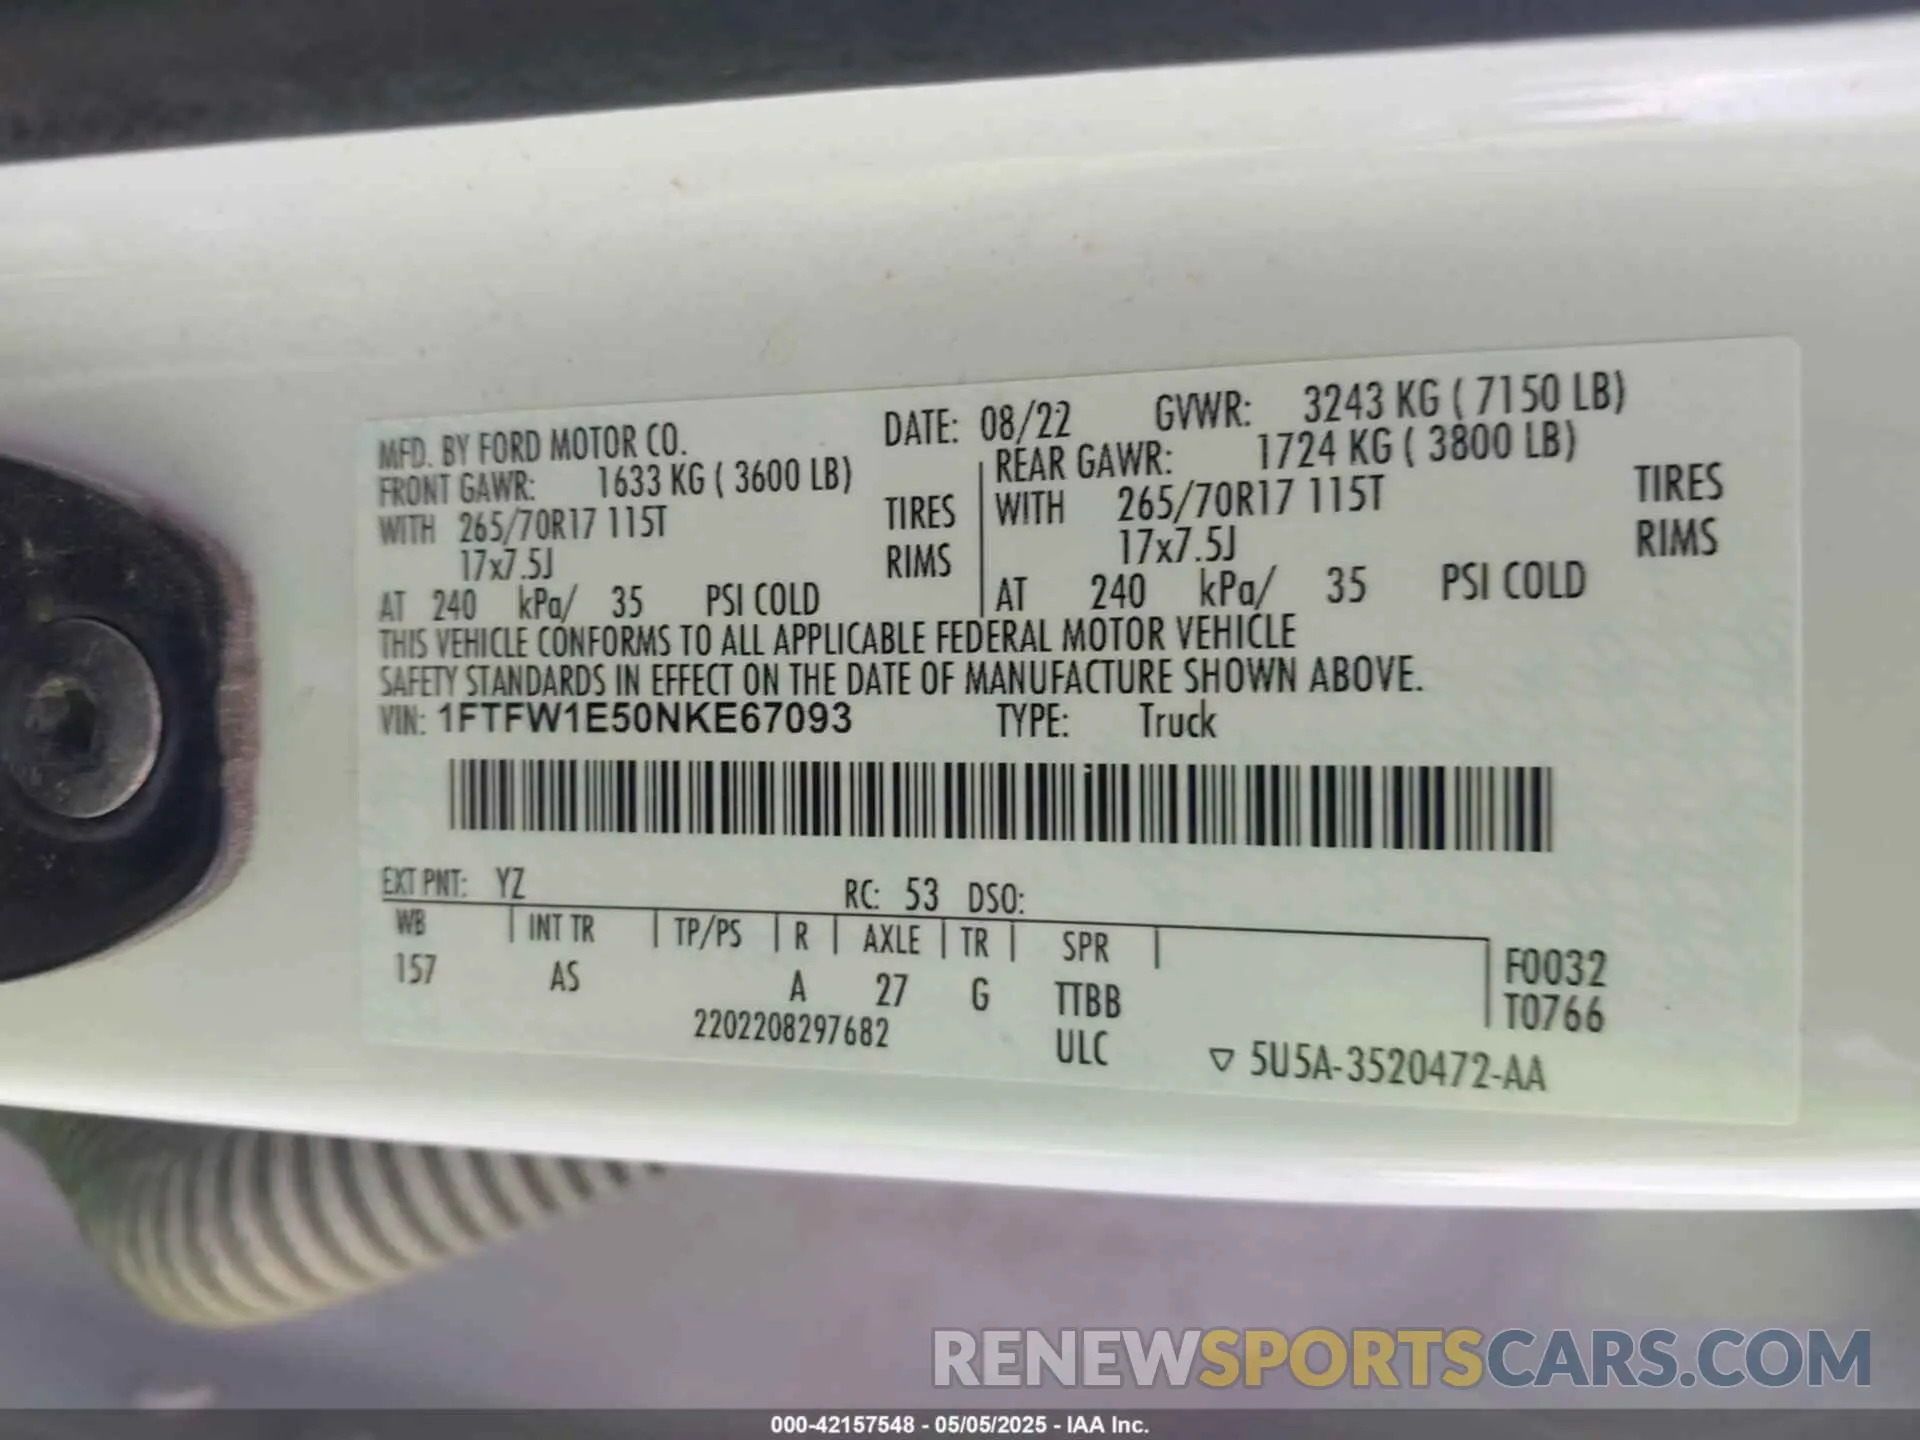 MFD. BY FORD MOTOR CO. DATE: 08/22 GVWR: 3243 KG ( 7150 LB)
FRONT GAWR: 1633 KG ( 3600 LB) REAR GAWR: 1724 KG ( 3800 LB)
WITH 265/70R17 115T TIRES WITH 265/70R17 115T TIRES
17x7.5J RIMS 17x7.5J RIMS
AT 240 kPa/ 35 PSI COLD AT 240 kPa/ 35 PSI COLD
THIS VEHICLE CONFORMS TO ALL APPLICABLE FEDERAL MOTOR VEHICLE
SAFETY STANDARDS IN EFFECT ON THE DATE OF MANUFACTURE SHOWN ABOVE.
VIN: 1FTFW1E50NKE67093 TYPE: Truck
EXT PNT: YZ RC: 53 DSO:
WB INT TR TP/PS R AXLE TR SPR
157 AS A 27 G TTBB F0032
T0766
2202208297682 ULC ▽ 5U5A-3520472-AA
RENEWSPORTSCARS.COM
000-42157548 - 05/05/2025 - IAA Inc.